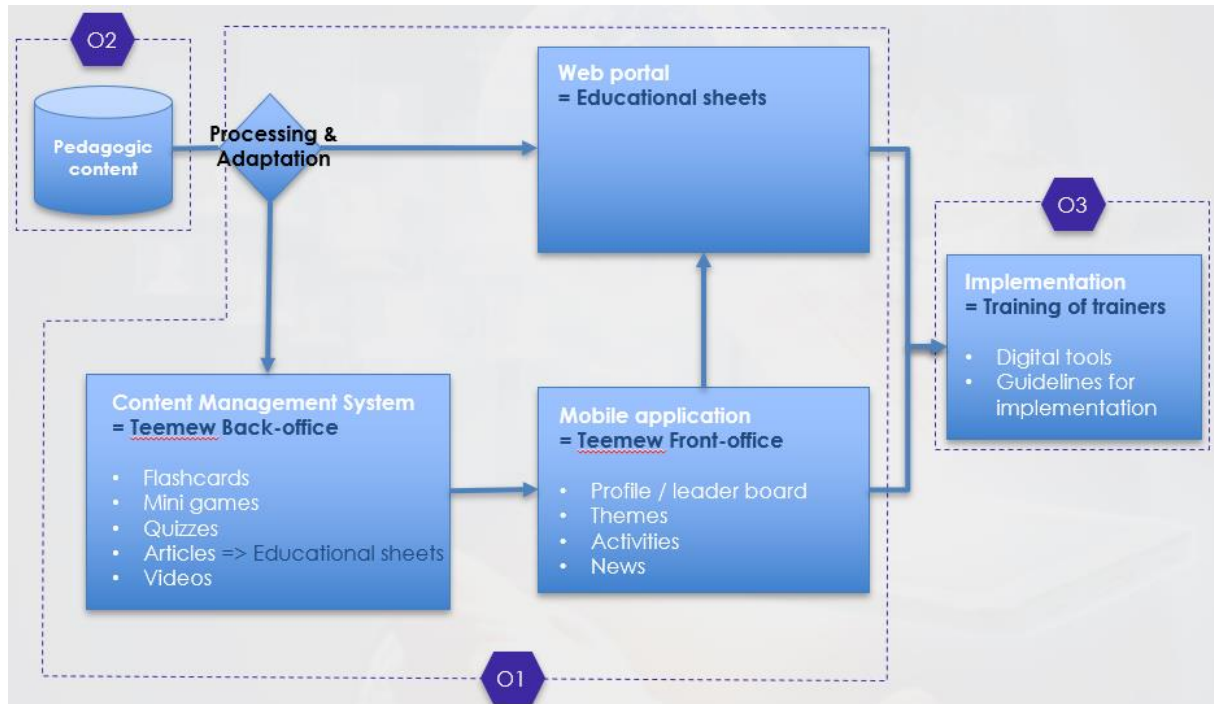 O2
Pedagogic
content
Processing &
Adaptation
Web portal
= Educational sheets
Content Management System
= Teemew Back-office
• Flashcards
• Mini games
• Quizzes
• Articles => Educational sheets
• Videos
Mobile application
= Teemew Front-office
• Profile / leader board
• Themes
• Activities
• News
O3
Implementation
= Training of trainers
• Digital tools
• Guidelines for
implementation
O1